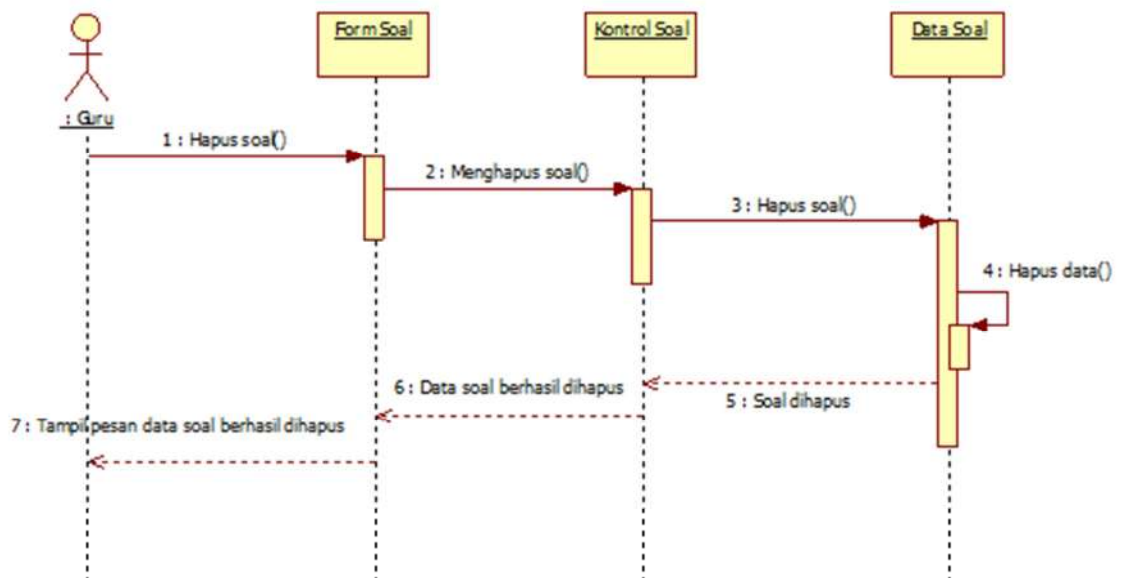 Form Soal
Kontrol Soal
Data Soal
: Guru
1 : Hapus soal()
2 : Menghapus soal()
3 : Hapus soal()
4 : Hapus data()
5 : Soal dihapus
6 : Data soal berhasil dihapus
7 : Tampil pesan data soal berhasil dihapus